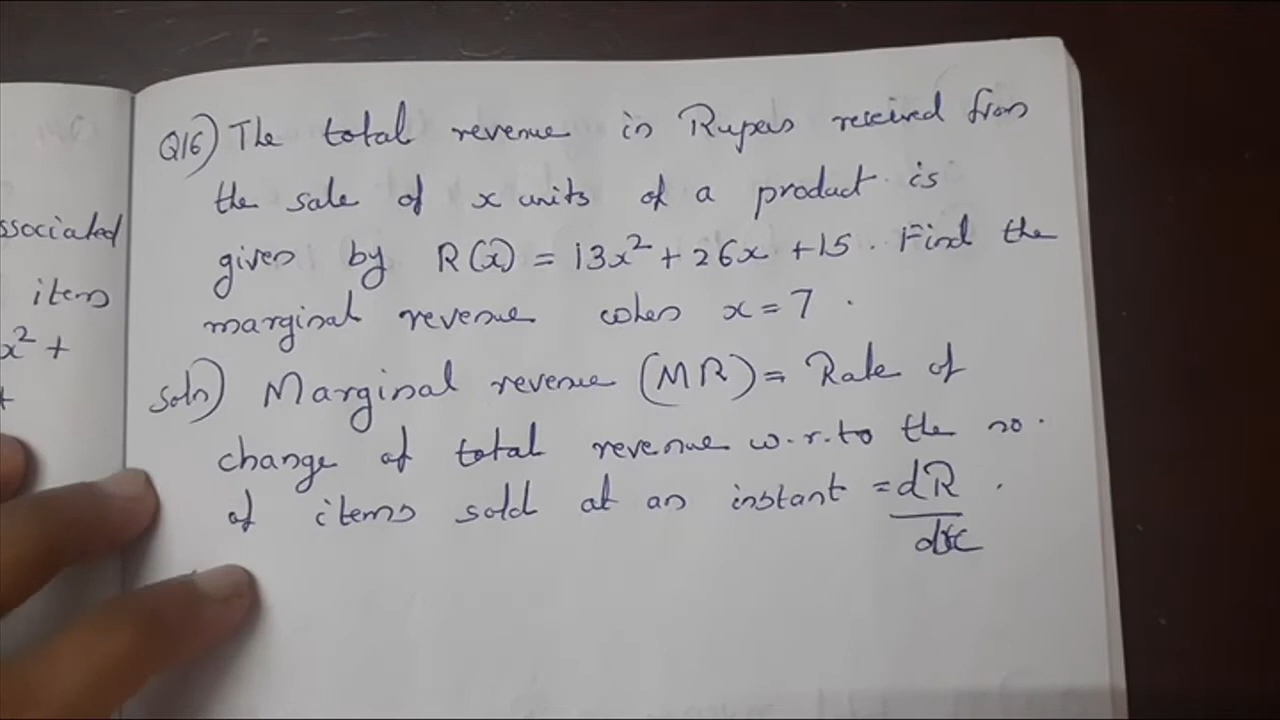 ssociated
item
x² +
+
Q16) The total revenue in Rupees received from
the sale of x units of a product is
given by R(x) = 13x² + 26x + 15. Find the
marginal revenue when x = 7.
Soln) Marginal revenue (MR) = Rate of
change of total revenue w.r.to the no.
of items sold at an instant = dR/dx.